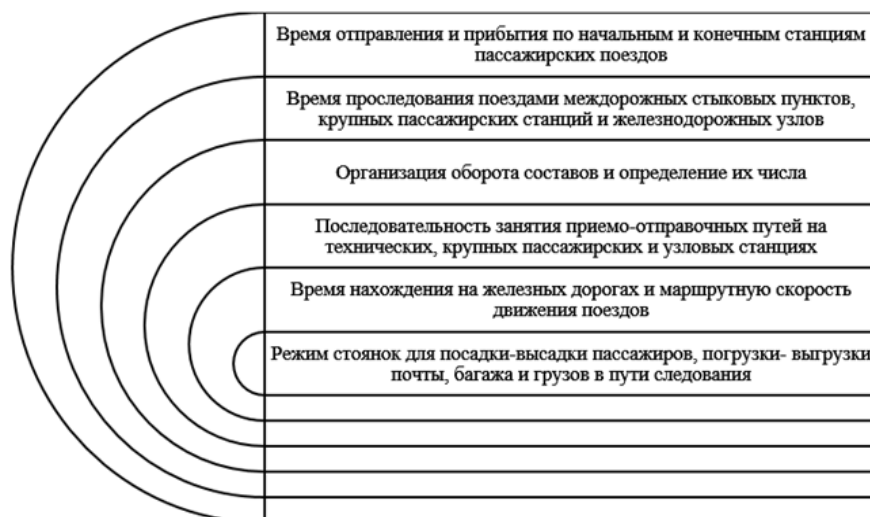 Время отправления и прибытия по начальным и конечным станциям
пассажирских поездов
Время проследования поездами междорожных стыковых пунктов,
крупных пассажирских станций и железнодорожных узлов
Организация оборота составов и определение их числа
Последовательность занятия приемо-отправочных путей на
технических, крупных пассажирских и узловых станциях
Время нахождения на железных дорогах и маршрутную скорость
движения поездов
Режим стоянок для посадки-высадки пассажиров, погрузки- выгрузки
почты, багажа и грузов в пути следования